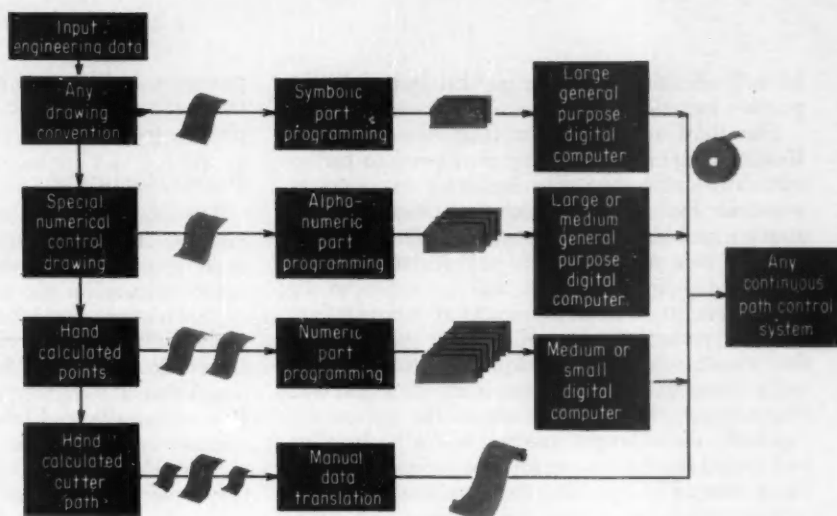 Input
engineering data
Any
drawing
convention
Symbolic
part
programming
Large
general
purpose
digital
computer
Special
numerical
control
drawing
Alpha-
numeric
part
programming
Large or
medium
general
purpose
digital
computer
Any
continuous
path control
system
Hand
calculated
points
Numeric
part
programming
Medium or
small
digital
computer
Hand
calculated
cutter
path
Manual
data
translation